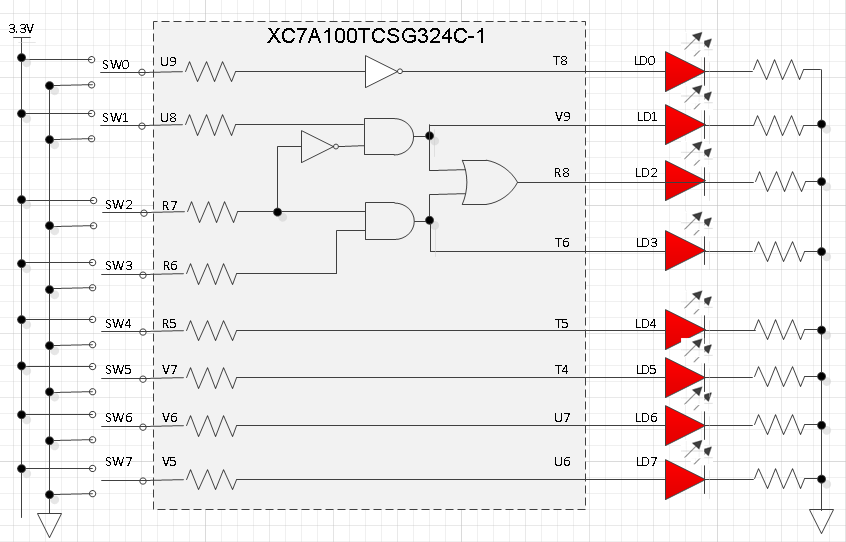 3.3V
XC7A100TCSG324C-1
SW0 U9 T8 LD0
SW1 U8 V9 LD1
R8 LD2
SW2 R7
T6 LD3
SW3 R6
SW4 R5 T5 LD4
SW5 V7 T4 LD5
SW6 V6 U7 LD6
SW7 V5 U6 LD7